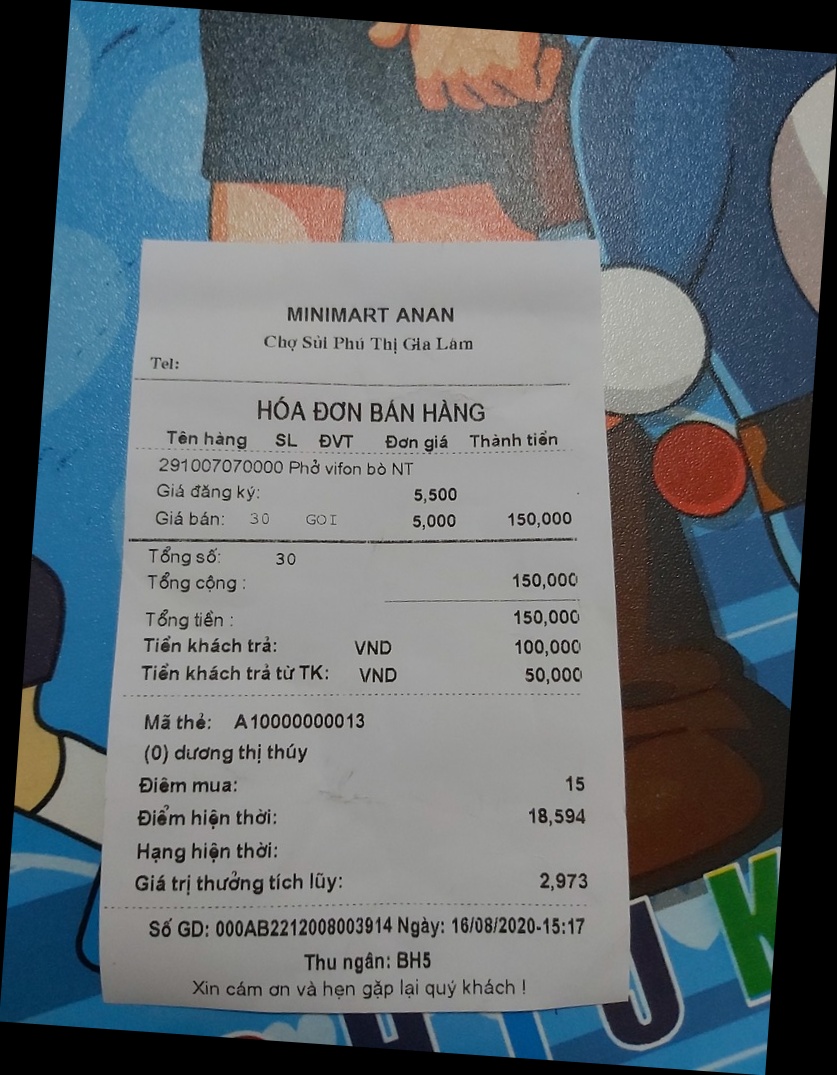 MINIMART ANAN
Chợ Sủi Phú Thị Gia Lâm
Tel:
HÓA ĐƠN BÁN HÀNG
Tên hàng SL ĐVT Đơn giá Thành tiền
291007070000 Phở vifon bò NT
Giá đăng ký: 5,500
Giá bán: 30 GOI 5,000 150,000
Tổng số: 30
Tổng cộng : 150,000
Tổng tiền : 150,000
Tiền khách trả: VND 100,000
Tiền khách trả từ TK: VND 50,000
Mã thẻ: A10000000013
(0) dương thị thúy
Điêm mua: 15
Điểm hiện thời: 18,594
Hạng hiện thời:
Giá trị thưởng tích lũy: 2,973
Số GD: 000AB2212008003914 Ngày: 16/08/2020-15:17
Thu ngân: BH5
Xin cám ơn và hẹn gặp lại quý khách !